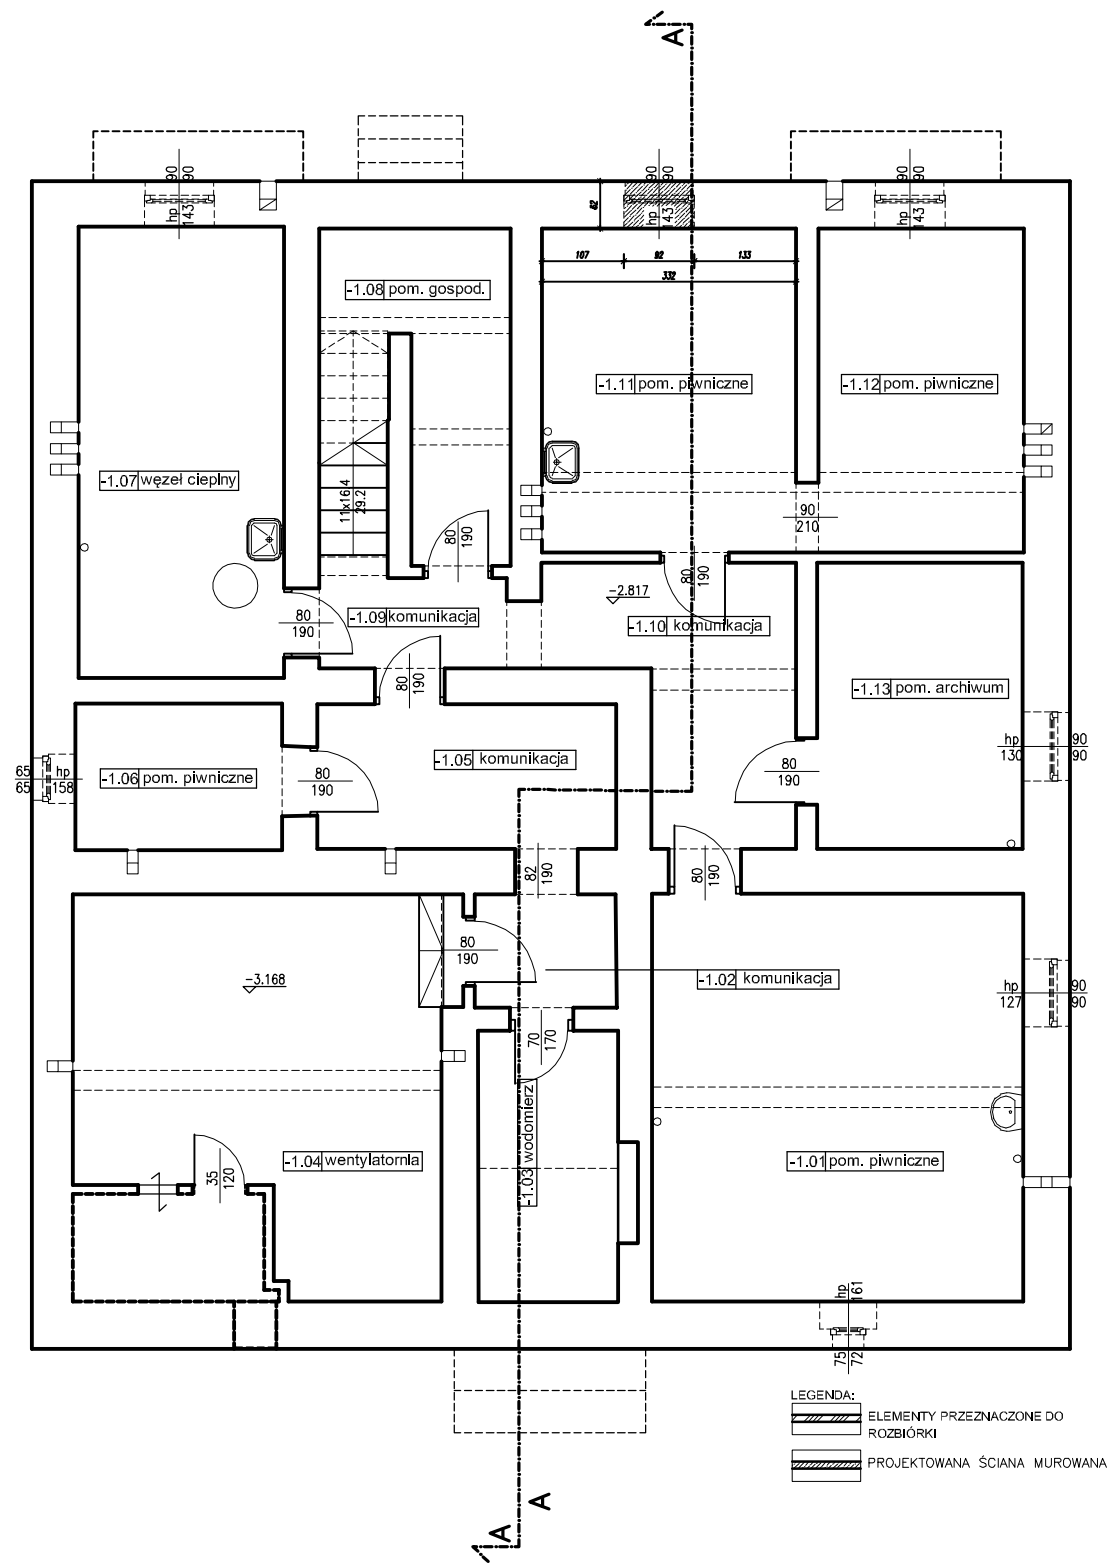 A
90 90
90 90
90 90
hp 143
hp 143
hp 143
62
107 92 133
332
-1.08 pom. gospod.
-1.11 pom. piwniczne
-1.12 pom. piwniczne
-1.07 węzeł cieplny
11x16.4
29.2
90
210
80
190
80
190
-2.817
80
190
-1.09 komunikacja
-1.10 komunikacja
80
190
-1.13 pom. archiwum
hp 90
130 90
-1.05 komunikacja
65 hp
65 158
-1.06 pom. piwniczne
80
190
80
190
82
190
80
190
80
190
-3.168
-1.02 komunikacja
hp 90
127 90
70
170
-1.03 wodomierz
-1.04 wentylatornia
35
120
-1.01 pom. piwniczne
hp 161
75 72
LEGENDA:
ELEMENTY PRZEZNACZONE DO
ROZBIÓRKI
PROJEKTOWANA ŚCIANA MUROWANA
A
A